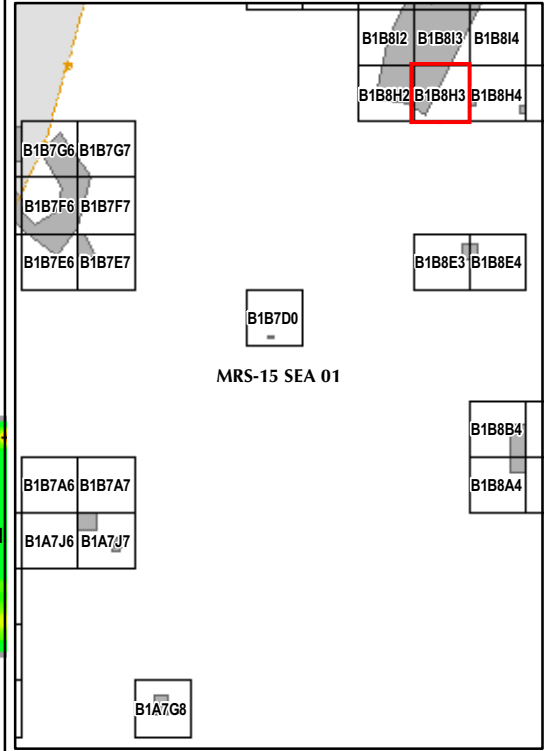 B1B8I2 B1B8I3 B1B8I4
B1B8H2 B1B8H3 B1B8H4
B1B7G6 B1B7G7
B1B7F6 B1B7F7
B1B7E6 B1B7E7 B1B8E3 B1B8E4
B1B7D0
MRS-15 SEA 01
B1B8B4
B1B7A6 B1B7A7 B1B8A4
B1A7J6 B1A7J7
B1A7G8